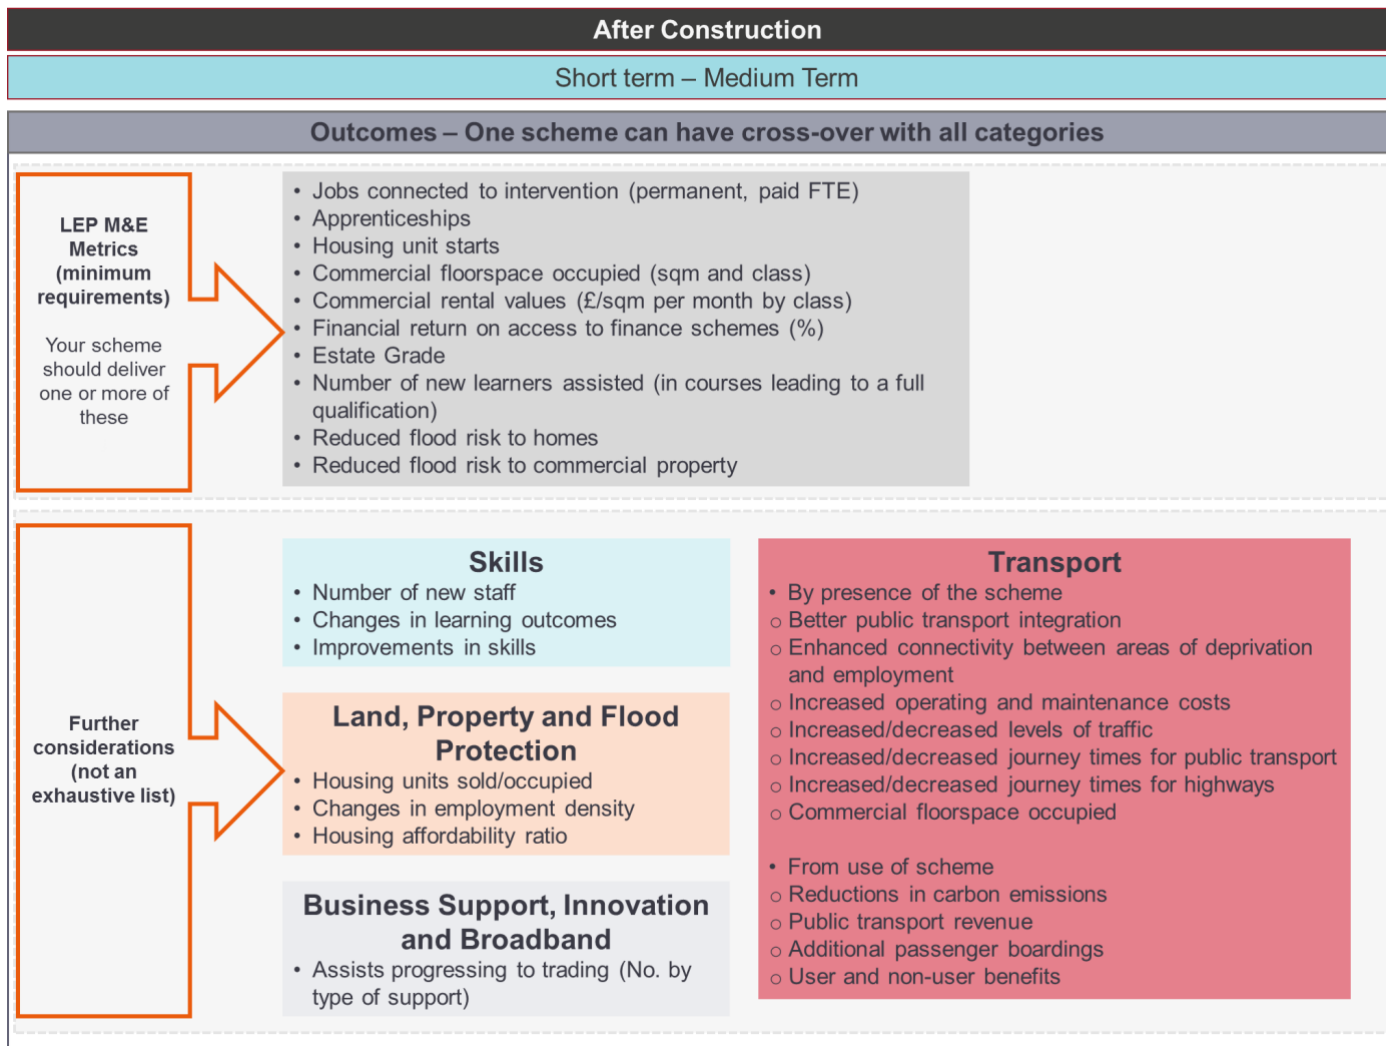 After Construction
Short term – Medium Term
Outcomes – One scheme can have cross-over with all categories
LEP M&E
Metrics
(minimum
requirements)
Your scheme
should deliver
one or more of
these
• Jobs connected to intervention (permanent, paid FTE)
• Apprenticeships
• Housing unit starts
• Commercial floorspace occupied (sqm and class)
• Commercial rental values (£/sqm per month by class)
• Financial return on access to finance schemes (%)
• Estate Grade
• Number of new learners assisted (in courses leading to a full
qualification)
• Reduced flood risk to homes
• Reduced flood risk to commercial property
Further
considerations
(not an
exhaustive list)
Skills
• Number of new staff
• Changes in learning outcomes
• Improvements in skills
Land, Property and Flood
Protection
• Housing units sold/occupied
• Changes in employment density
• Housing affordability ratio
Business Support, Innovation
and Broadband
• Assists progressing to trading (No. by
type of support)
Transport
• By presence of the scheme
o Better public transport integration
o Enhanced connectivity between areas of deprivation
and employment
o Increased operating and maintenance costs
o Increased/decreased levels of traffic
o Increased/decreased journey times for public transport
o Increased/decreased journey times for highways
o Commercial floorspace occupied
• From use of scheme
o Reductions in carbon emissions
o Public transport revenue
o Additional passenger boardings
o User and non-user benefits